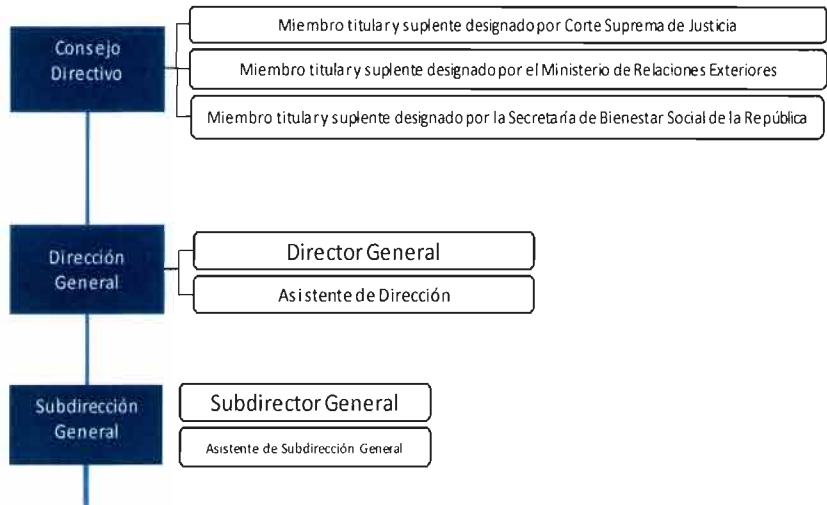 Consejo
Directivo
Miembro titular y suplente designado por Corte Suprema de Justicia
Miembro titular y suplente designado por el Ministerio de Relaciones Exteriores
Miembro titular y suplente designado por la Secretaría de Bienestar Social de la República
Dirección
General
Director General
Asistente de Dirección
Subdirección
General
Subdirector General
Asistente de Subdirección General